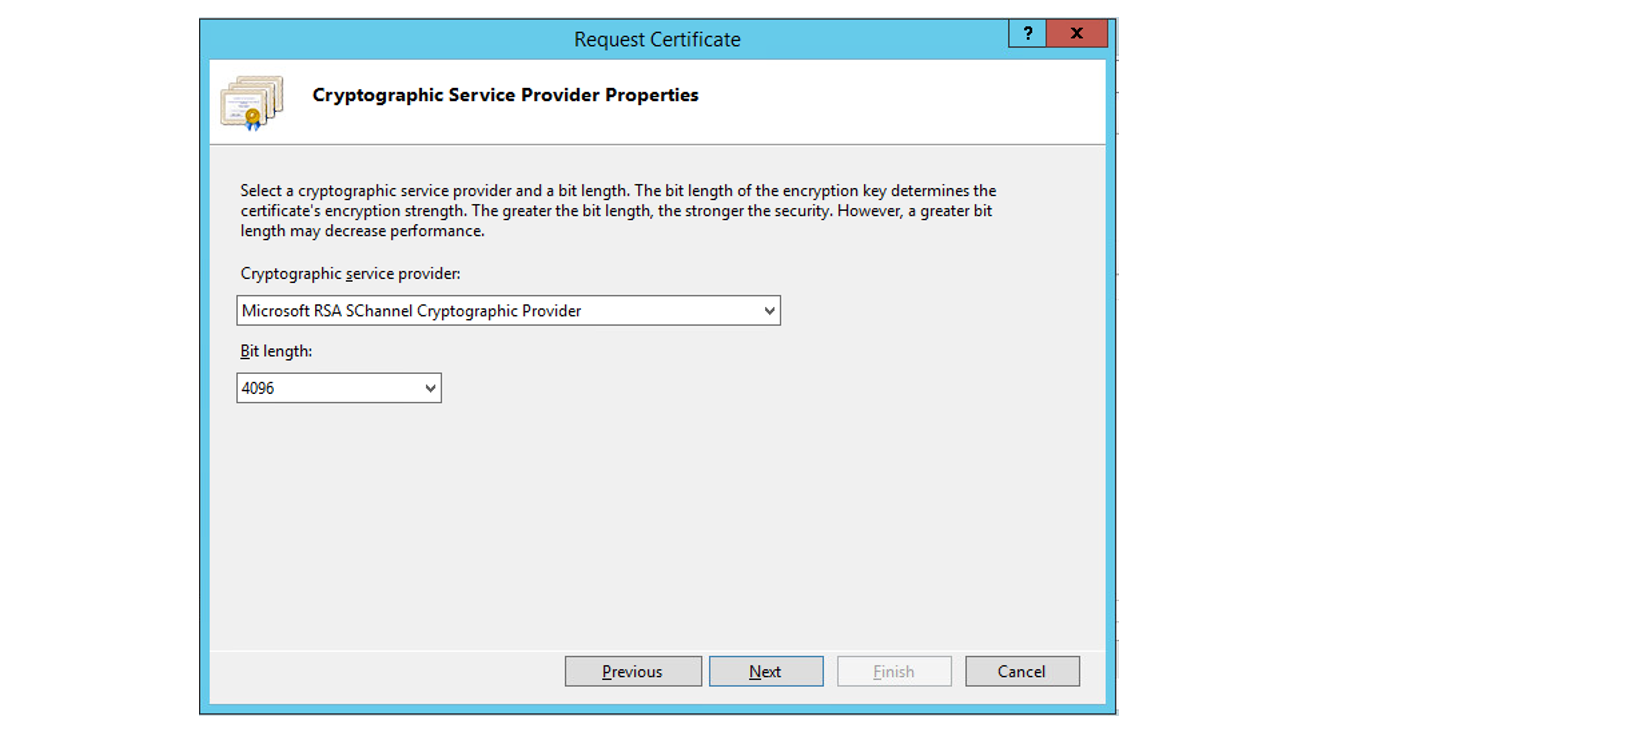 Request Certificate
?
x
Cryptographic Service Provider Properties
Select a cryptographic service provider and a bit length. The bit length of the encryption key determines the
certificate's encryption strength. The greater the bit length, the stronger the security. However, a greater bit
length may decrease performance.
Cryptographic service provider:
Microsoft RSA SChannel Cryptographic Provider
Bit length:
4096
Previous
Next
Finish
Cancel